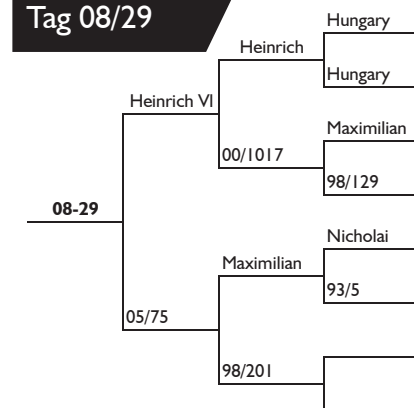 Tag 08/29
Hungary
Heinrich
Hungary
Heinrich VI
Maximilian
00/1017
98/129
08-29
Nicholai
Maximilian
93/5
05/75
98/201